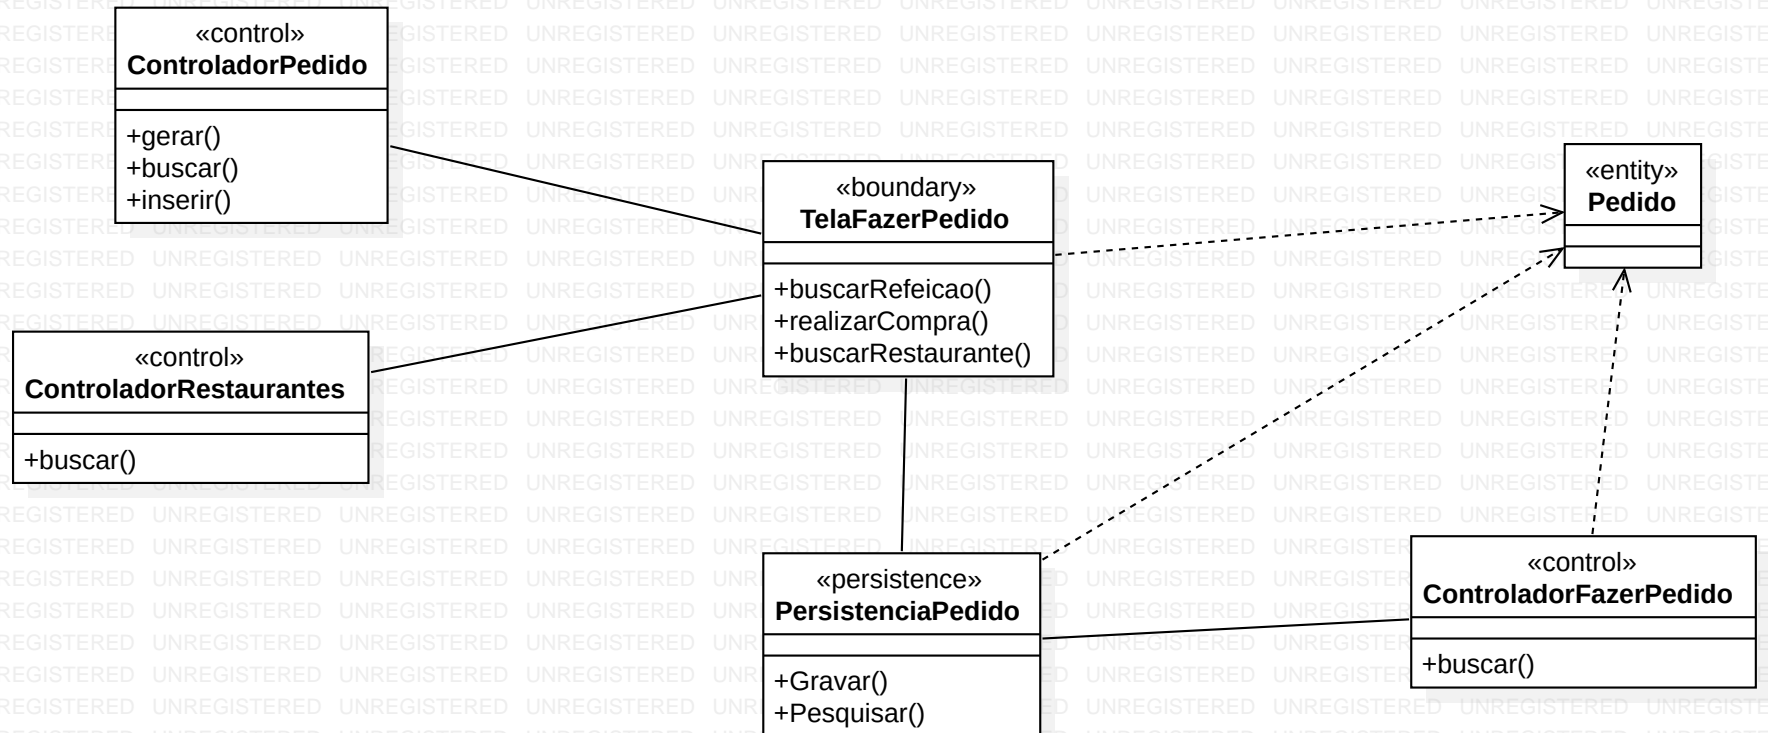 «control»
ControladorPedido
+gerar()
+buscar()
+inserir()
«boundary»
TelaFazerPedido
+buscarRefeicao()
+realizarCompra()
+buscarRestaurante()
«entity»
Pedido
«control»
ControladorRestaurantes
+buscar()
«persistence»
PersistenciaPedido
+Gravar()
+Pesquisar()
«control»
ControladorFazerPedido
+buscar()
UNREGISTERED